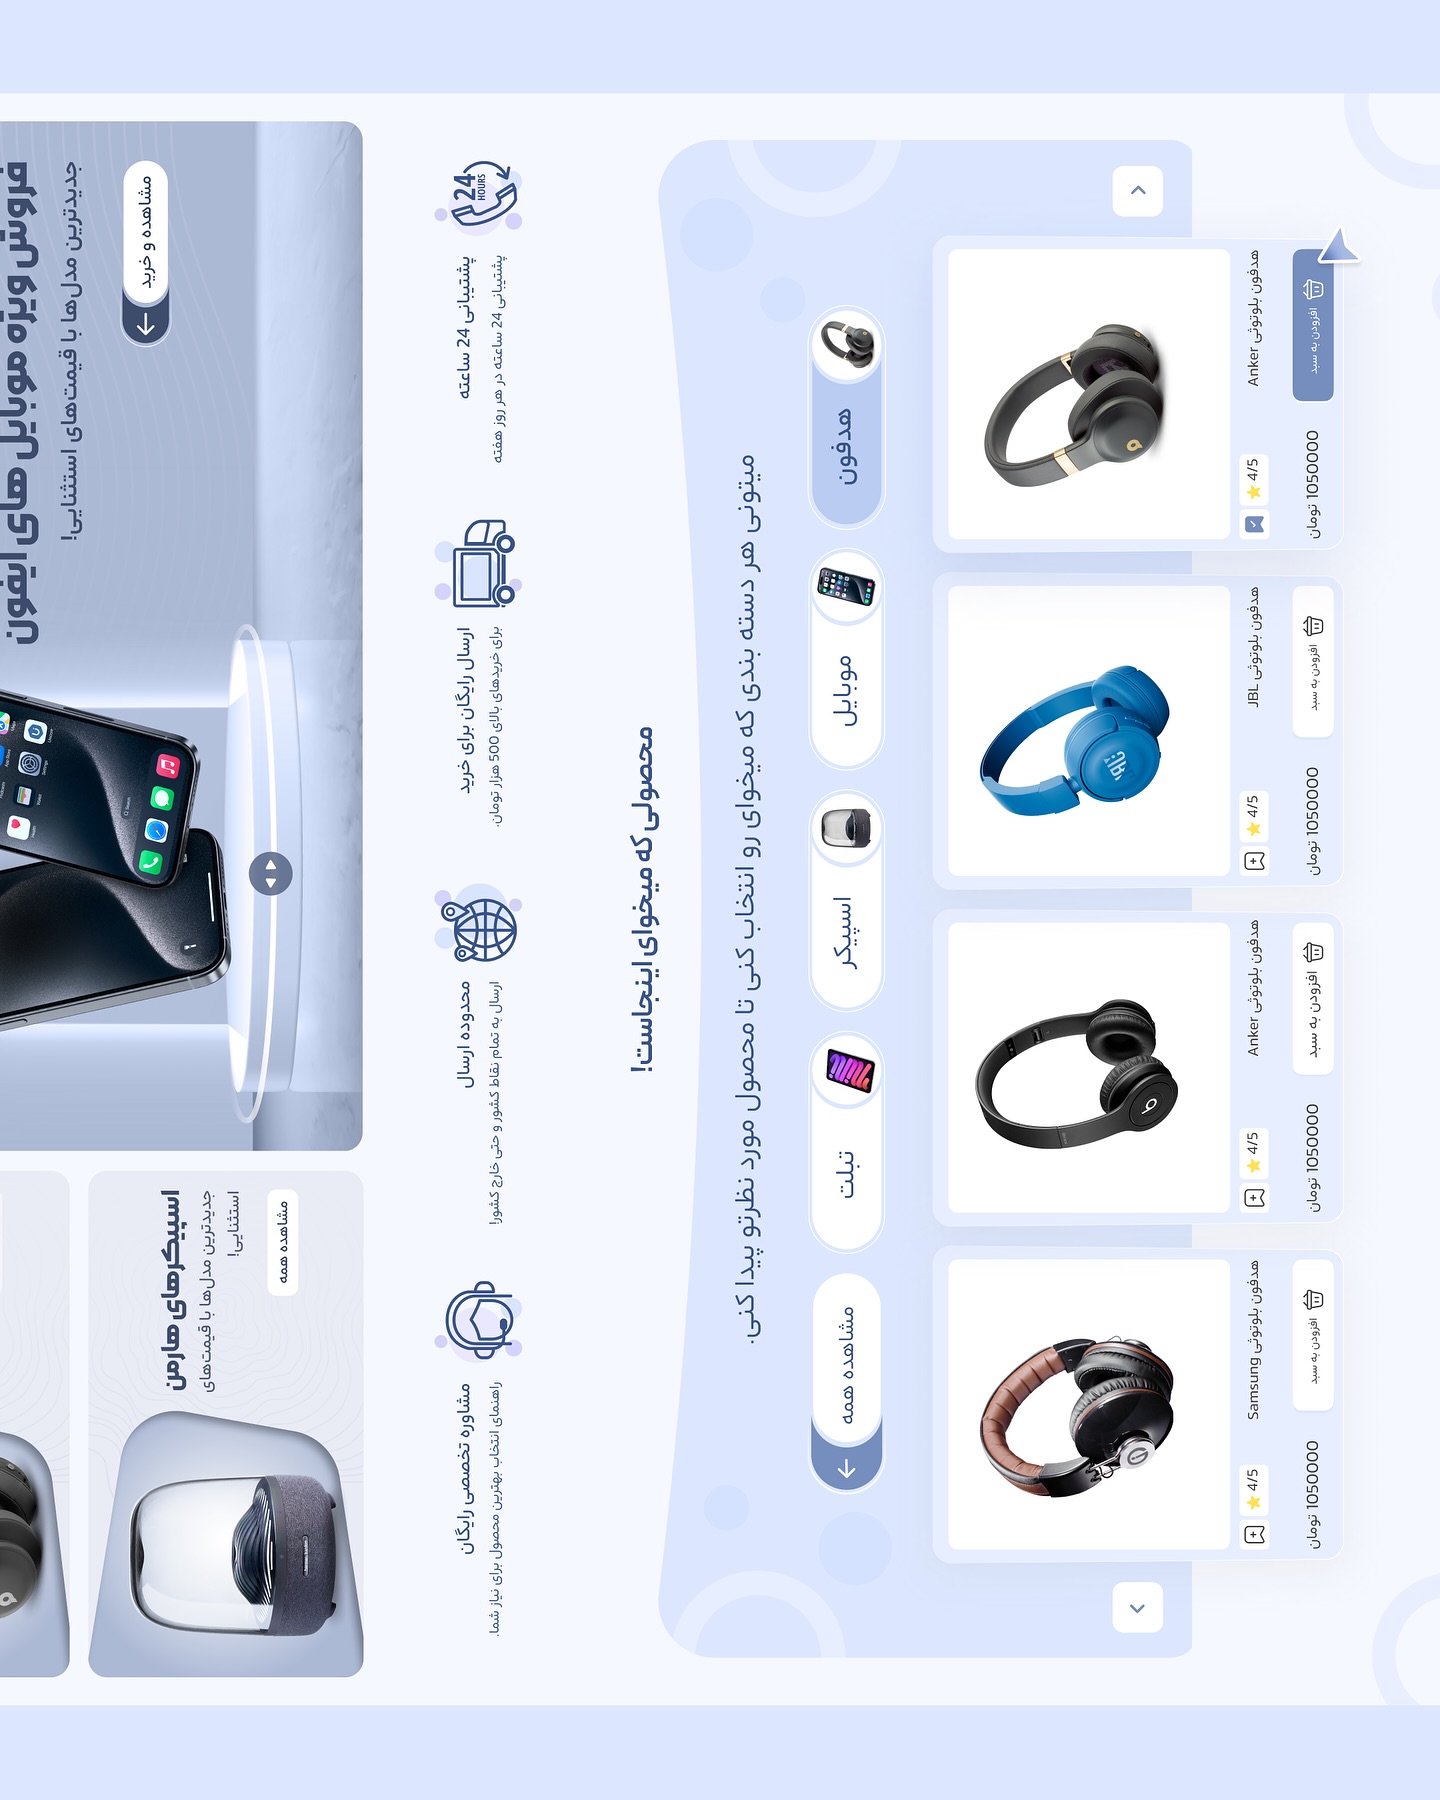 فروش ویژه موبایل های آیفون
جدیدترین مدل‌ها با قیمت‌های استثنایی!
مشاهده و خرید
اسپیکرهای هارمن
جدیدترین مدل‌ها با قیمت‌های
استثنایی!
مشاهده همه
24
HOURS
پشتیبانی 24 ساعته
پشتیبانی 24 ساعته در هر روز هفته
ارسال رایگان برای خرید
برای خریدهای بالای 500 هزار تومان.
محدوده ارسال
ارسال به تمام نقاط کشور و حتی خارج کشور!
مشاوره تخصصی رایگان
راهنمای انتخاب بهترین محصول برای نیاز شما.
محصولی که میخوای اینجاست!
میتونی هر دسته بندی که میخوای رو انتخاب کنی تا محصول مورد نظرتو پیدا کنی.
هدفون
موبایل
اسپیکر
تبلت
مشاهده همه
هدفون بلوتوثی Anker
4/5
افزودن به سبد
1050000 تومان
JBL
هدفون بلوتوثی JBL
4/5
افزودن به سبد
1050000 تومان
هدفون بلوتوثی Anker
4/5
افزودن به سبد
1050000 تومان
هدفون بلوتوثی Samsung
4/5
افزودن به سبد
1050000 تومان